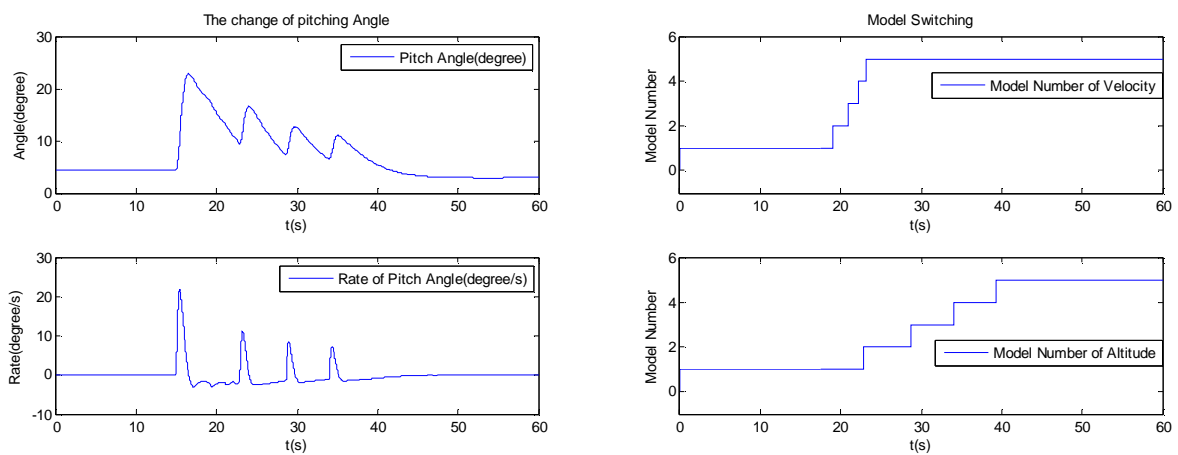 The change of pitching Angle
30
20
10
0
Angle(degree)
Pitch Angle(degree)
0 10 20 30 40 50 60
t(s)
Model Switching
6
4
2
0
Model Number
Model Number of Velocity
0 10 20 30 40 50 60
t(s)
30
20
10
0
-10
Rate(degree/s)
Rate of Pitch Angle(degree/s)
0 10 20 30 40 50 60
t(s)
6
4
2
0
Model Number
Model Number of Altitude
0 10 20 30 40 50 60
t(s)